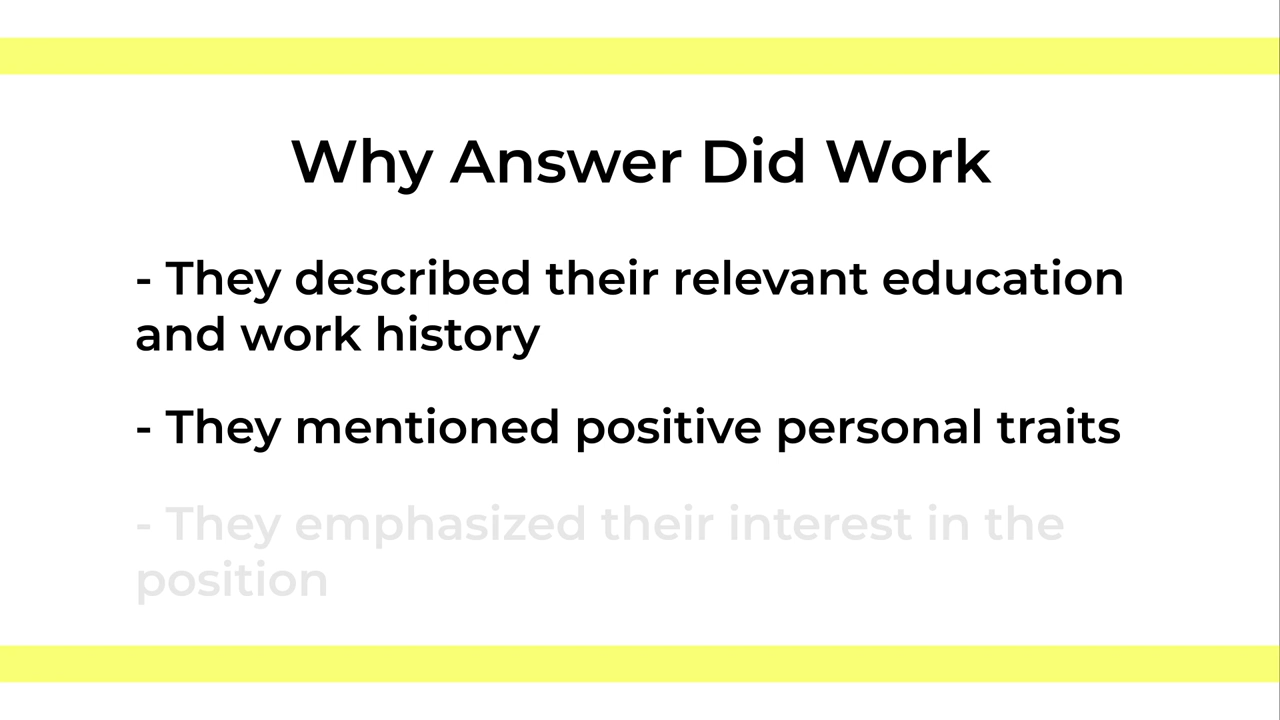 Why Answer Did Work
- They described their relevant education
and work history
- They mentioned positive personal traits
- They emphasized their interest in the
position